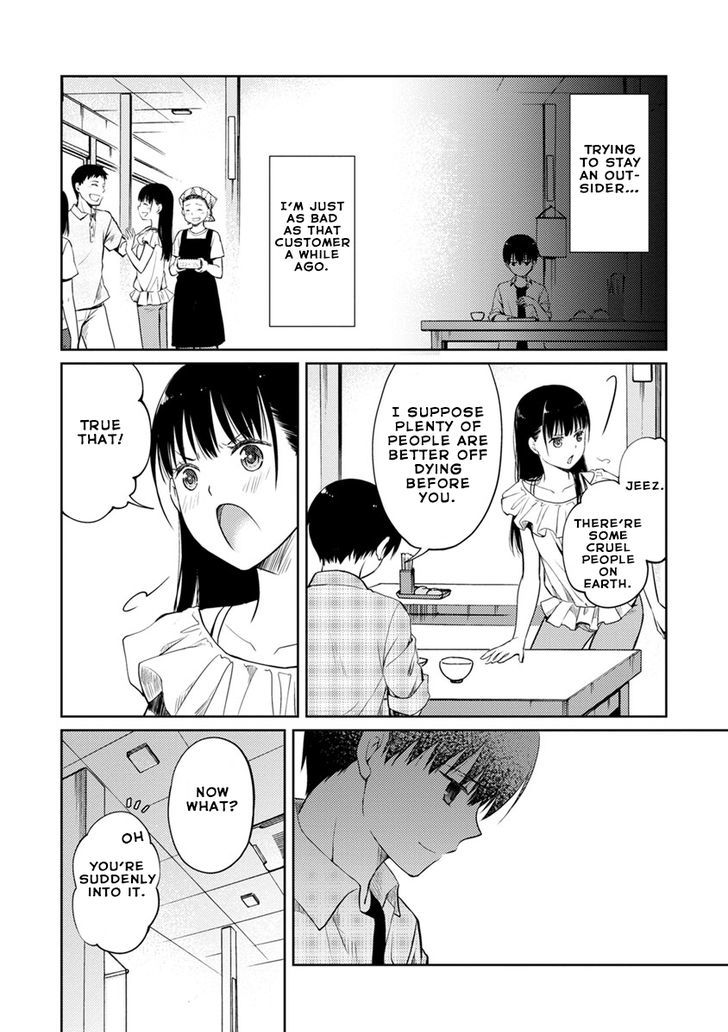 TRYING
TO STAY
AN OUT-
SIDER...
I'M JUST
AS BAD
AS THAT
CUSTOMER
A WHILE
AGO.
JEEZ.
THERE'RE
SOME
CRUEL
PEOPLE
ON
EARTH.
I SUPPOSE
PLENTY OF
PEOPLE ARE
BETTER OFF
DYING
BEFORE
YOU.
TRUE
THAT!
NOW
WHAT?
OH
YOU'RE
SUDDENLY
INTO IT.